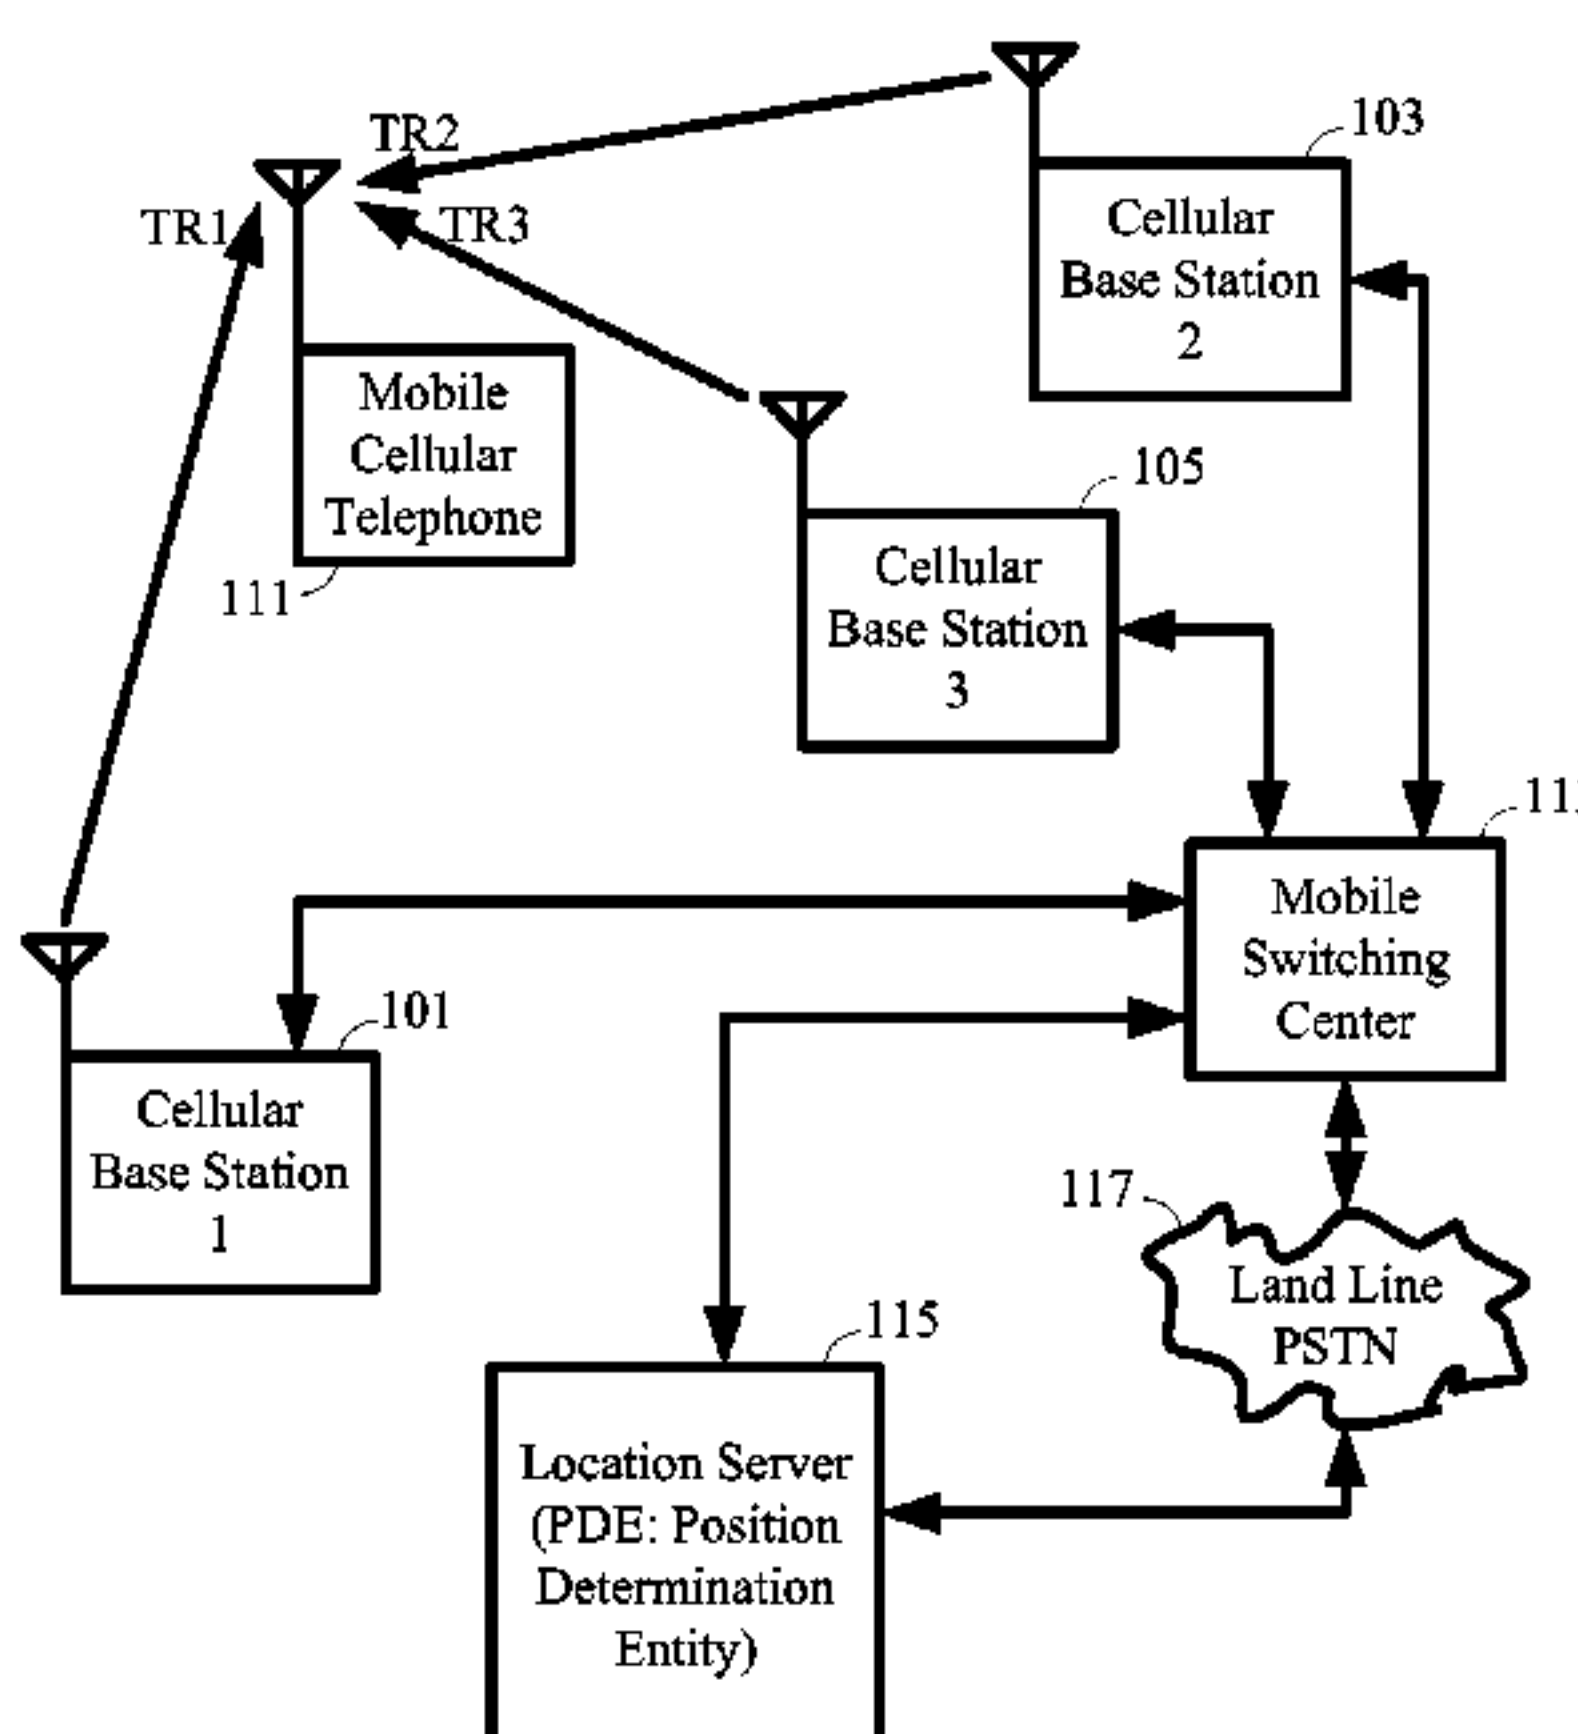 103
TR2
TR1
TR3
Cellular
Base Station
2
Mobile
Cellular
Telephone
111
105
Cellular
Base Station
3
Mobile
Switching
Center
101
Cellular
Base Station
1
117
Land Line
PSTN
115
Location Server
(PDE: Position
Determination
Entity)